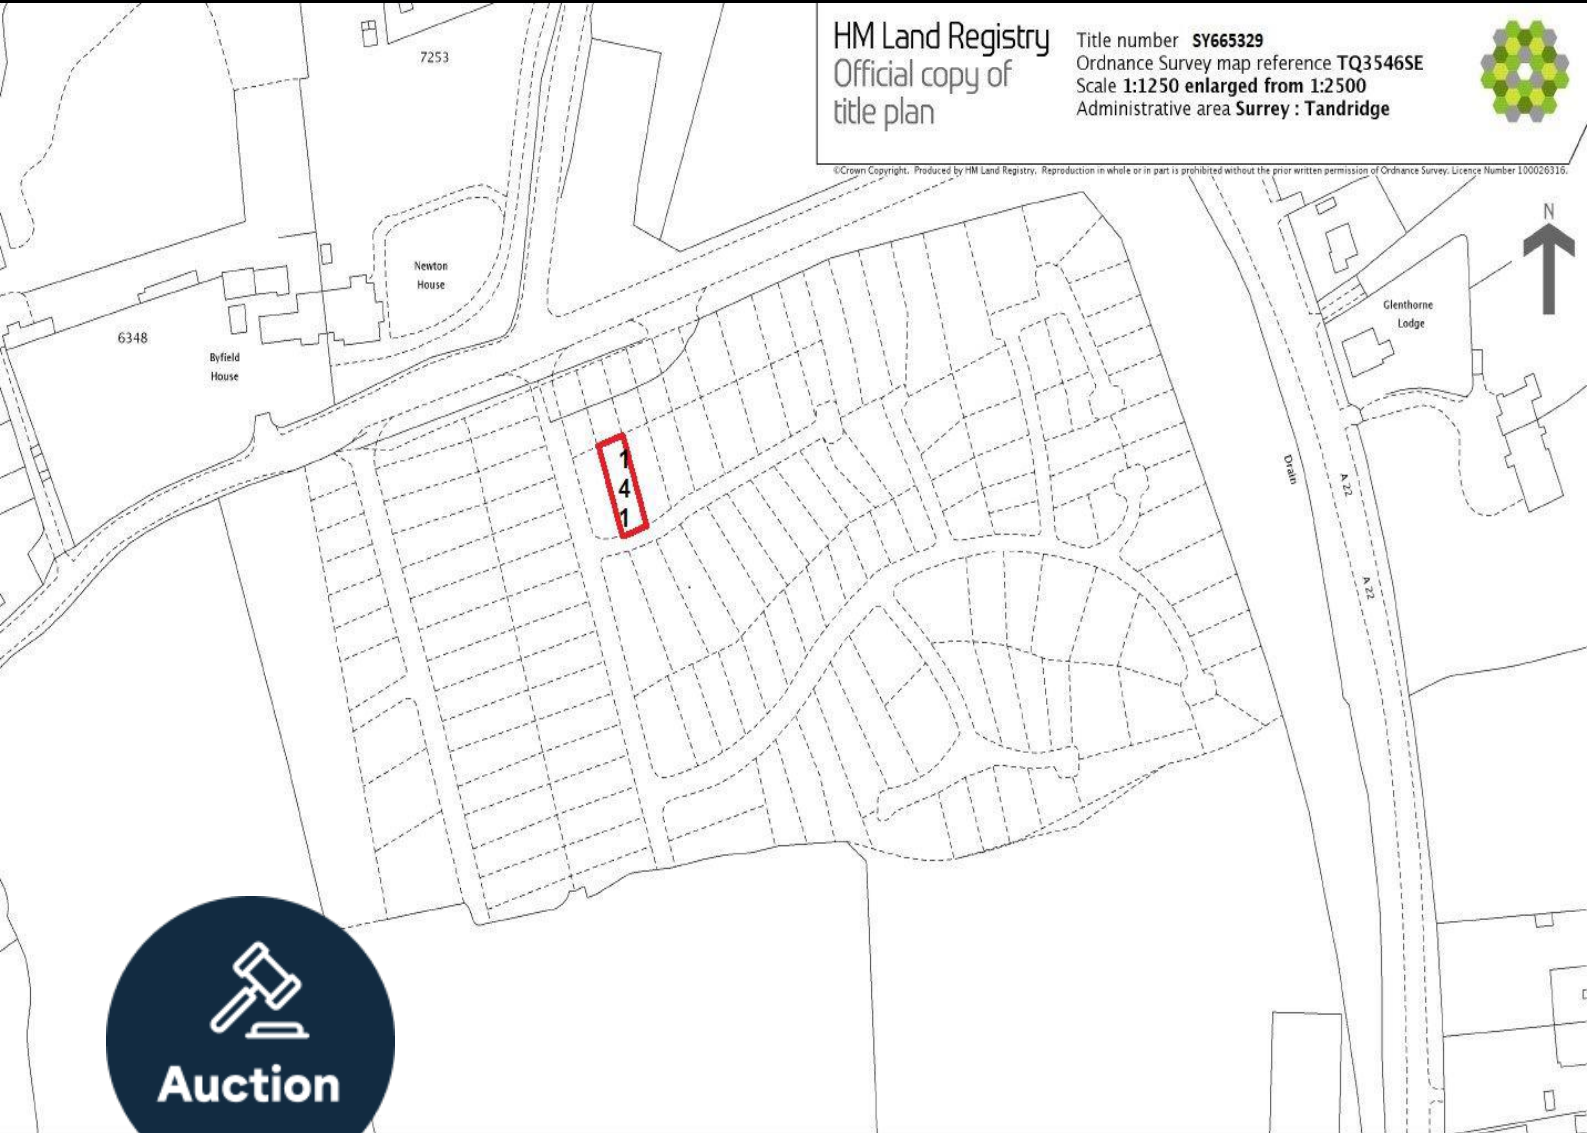 HM Land Registry
Official copy of
title plan
Title number SY665329
Ordnance Survey map reference TQ3546SE
Scale 1:1250 enlarged from 1:2500
Administrative area Surrey : Tandridge
©Crown Copyright. Produced by HM Land Registry. Reproduction in whole or in part is prohibited without the prior written permission of Ordnance Survey. Licence Number 100026316.
7253
N
Newton
House
Glenthorne
Lodge
6348
Byfield
House
1
4
1
Drain
A 22
A 22
Auction